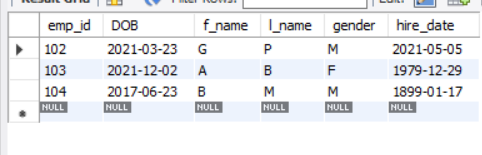 Result Grid Filter Rows: Edit:
emp_id DOB f_name l_name gender hire_date
102 2021-03-23 G P M 2021-05-05
103 2021-12-02 A B F 1979-12-29
104 2017-06-23 B M M 1899-01-17
NULL NULL NULL NULL NULL NULL